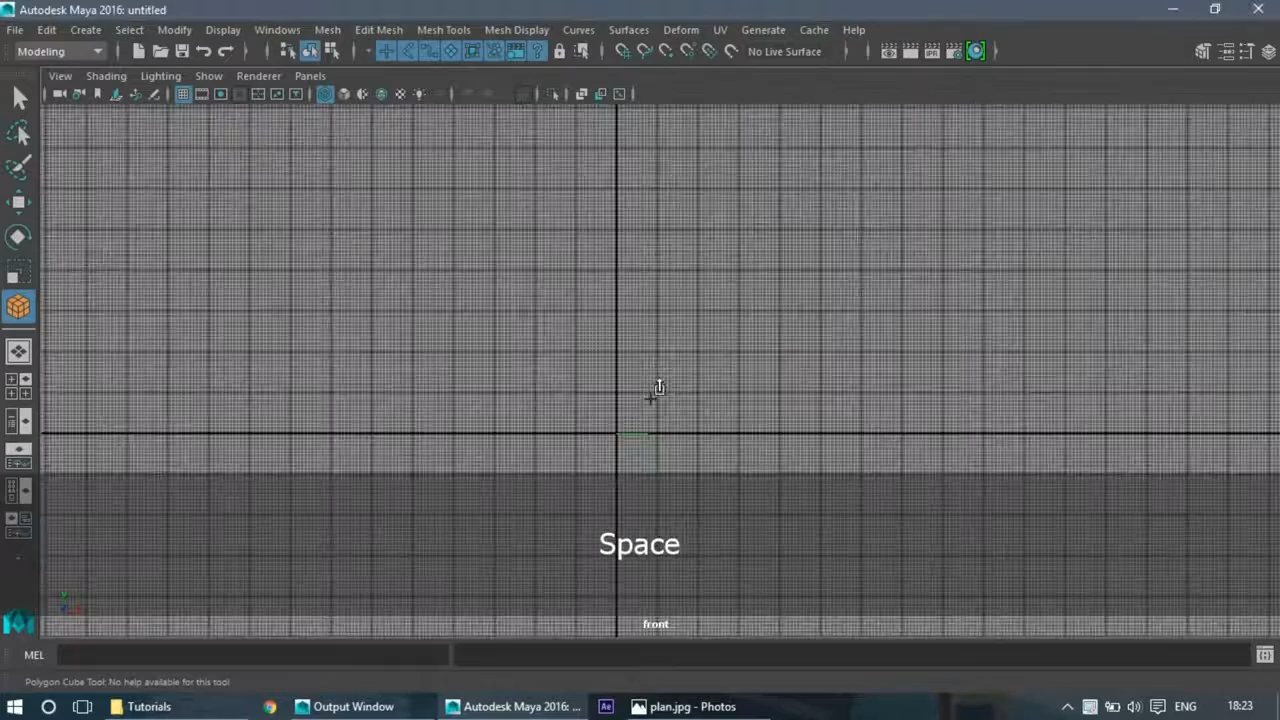 Autodesk Maya 2016: untitled
File Edit Create Select Modify Display Windows Mesh Edit Mesh Mesh Tools Mesh Display Curves Surfaces Deform UV Generate Cache Help
Modeling
No Live Surface
View Shading Lighting Show Renderer Panels
Space
front
MEL
Polygon Cube Tool: No help available for this tool
Tutorials
Output Window
Autodesk Maya 2016: ...
Ae
plan.jpg - Photos
ENG
18:23